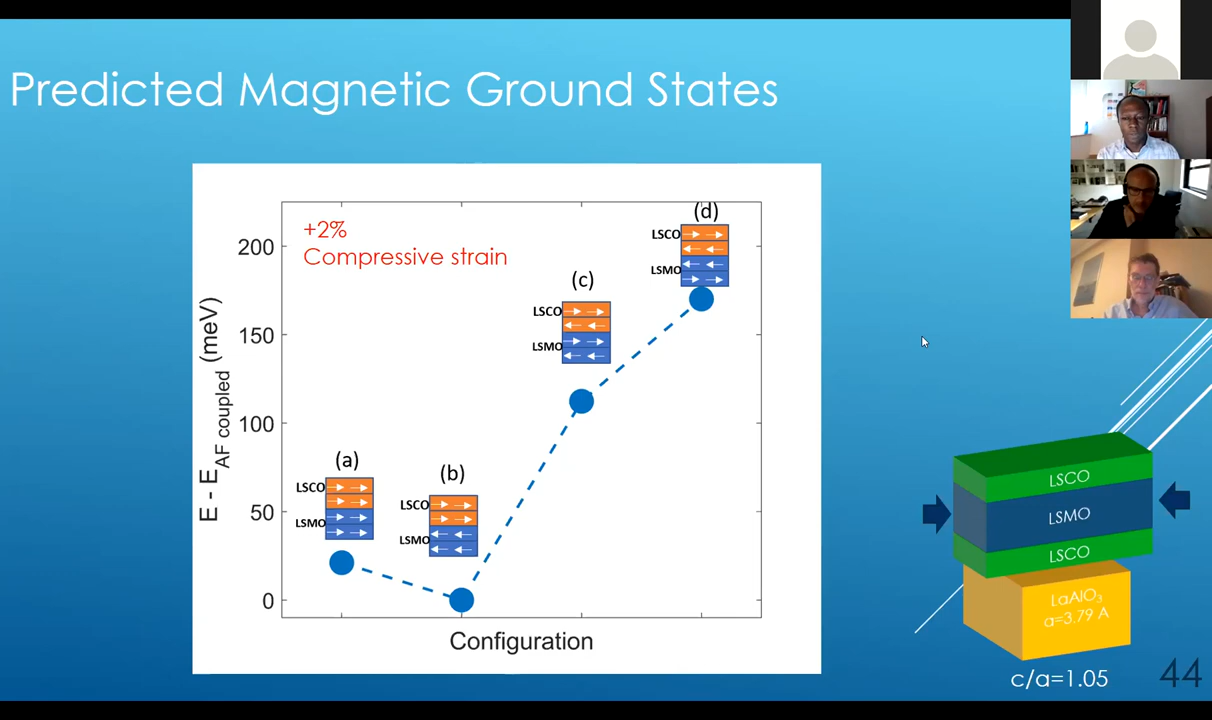 Predicted Magnetic Ground States
+2%
Compressive strain
E - E_AF coupled (meV)
200
150
100
50
0
(a)
LSCO
LSMO
(b)
LSCO
LSMO
(c)
LSCO
LSMO
(d)
LSCO
LSMO
Configuration
LSCO
LSMO
LSCO
LaAlO₃
a=3.79 A
c/a=1.05
44